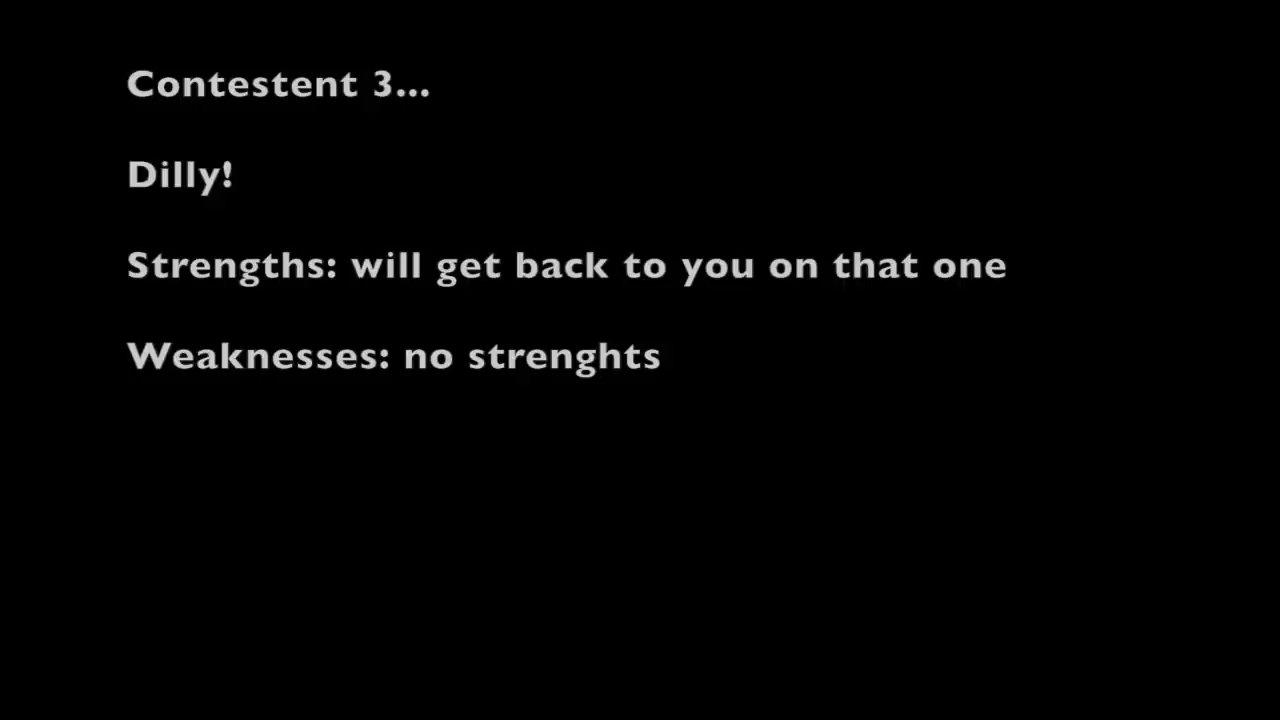 Contestent 3...
Dilly!
Strengths: will get back to you on that one
Weaknesses: no strenghts